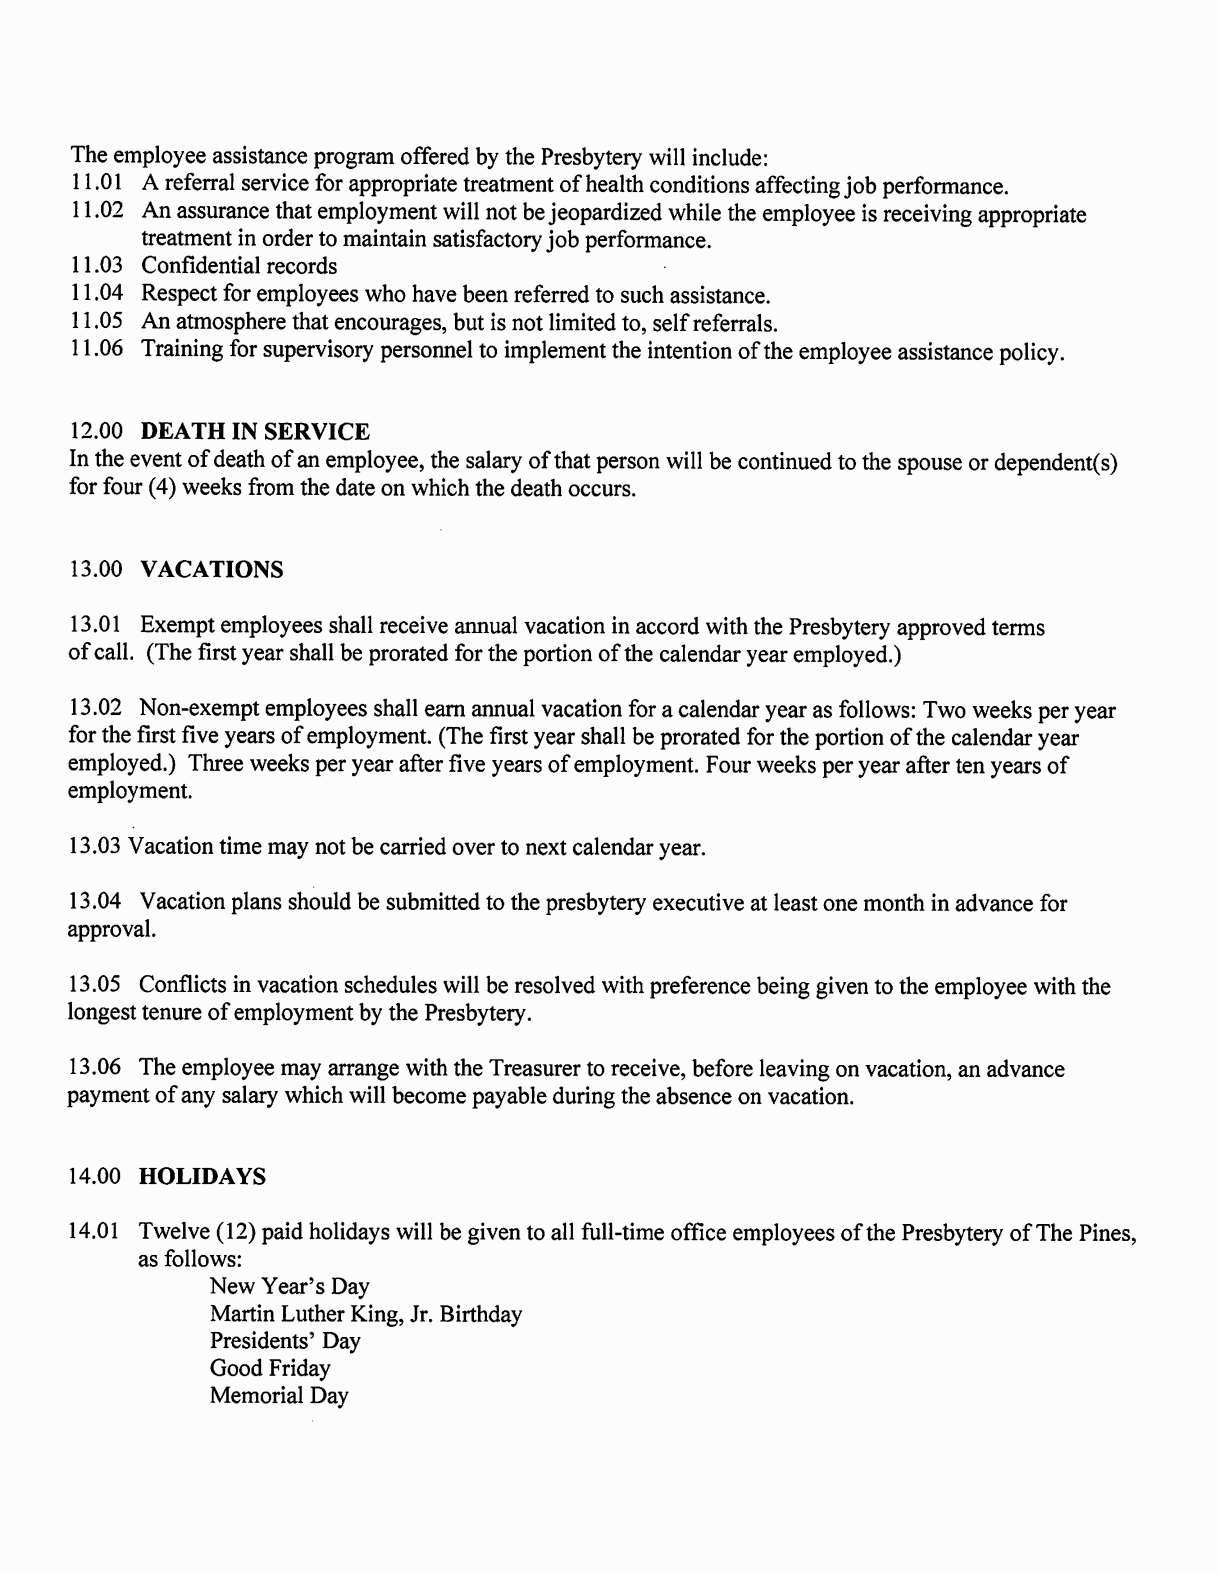 The employee assistance program offered by the Presbytery will include:
11.01 A referral service for appropriate treatment of health conditions affecting job performance.
11.02 An assurance that employment will not be jeopardized while the employee is receiving appropriate
treatment in order to maintain satisfactory job performance.
11.03 Confidential records
11.04 Respect for employees who have been referred to such assistance.
11.05 An atmosphere that encourages, but is not limited to, self referrals.
11.06 Training for supervisory personnel to implement the intention of the employee assistance policy.
12.00 DEATH IN SERVICE
In the event of death of an employee, the salary of that person will be continued to the spouse or dependent(s)
for four (4) weeks from the date on which the death occurs.
13.00 VACATIONS
13.01 Exempt employees shall receive annual vacation in accord with the Presbytery approved terms
of call. (The first year shall be prorated for the portion of the calendar year employed.)
13.02 Non-exempt employees shall earn annual vacation for a calendar year as follows: Two weeks per year
for the first five years of employment. (The first year shall be prorated for the portion of the calendar year
employed.) Three weeks per year after five years of employment. Four weeks per year after ten years of
employment.
13.03 Vacation time may not be carried over to next calendar year.
13.04 Vacation plans should be submitted to the presbytery executive at least one month in advance for
approval.
13.05 Conflicts in vacation schedules will be resolved with preference being given to the employee with the
longest tenure of employment by the Presbytery.
13.06 The employee may arrange with the Treasurer to receive, before leaving on vacation, an advance
payment of any salary which will become payable during the absence on vacation.
14.00 HOLIDAYS
14.01 Twelve (12) paid holidays will be given to all full-time office employees of the Presbytery of The Pines,
as follows:
New Year's Day
Martin Luther King, Jr. Birthday
Presidents' Day
Good Friday
Memorial Day